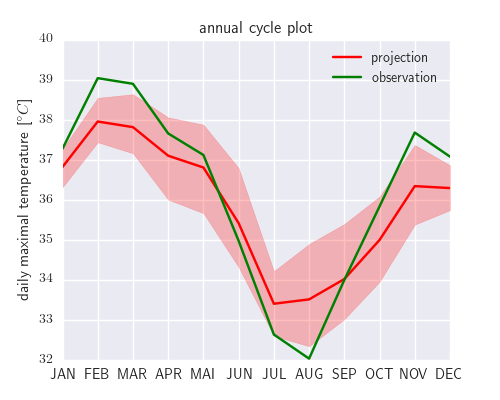 annual cycle plot
projection
observation
daily maximal temperature [°C]
40
39
38
37
36
35
34
33
32
JAN FEB MAR APR MAI JUN JUL AUG SEP OCT NOV DEC